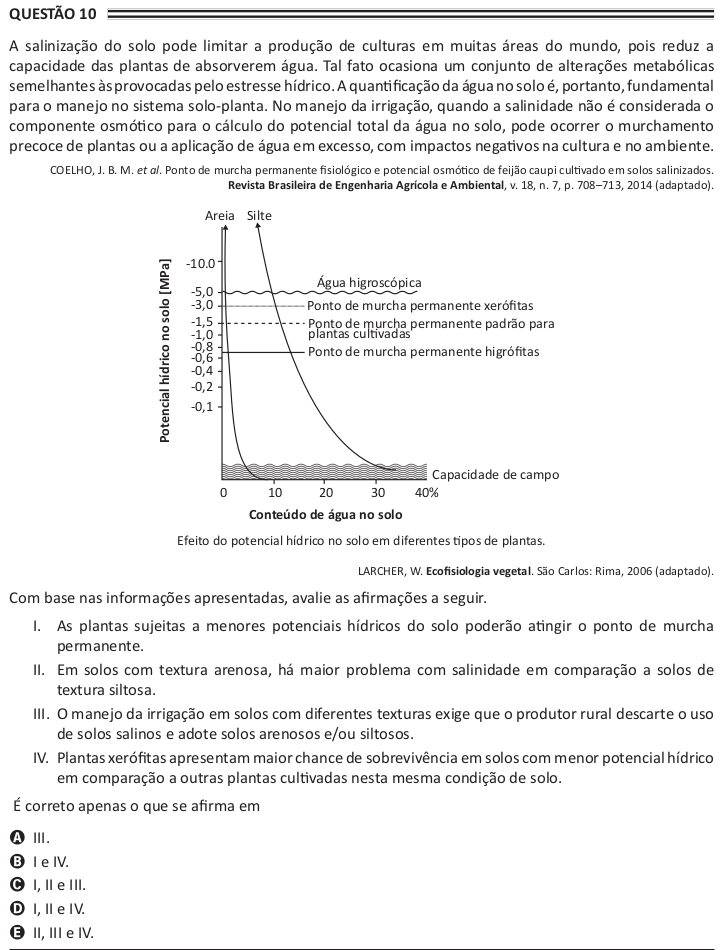 QUESTÃO 10
A salinização do solo pode limitar a produção de culturas em muitas áreas do mundo, pois reduz a
capacidade das plantas de absorverem água. Tal fato ocasiona um conjunto de alterações metabólicas
semelhantes às provocadas pelo estresse hídrico. A quantificação da água no solo é, portanto, fundamental
para o manejo no sistema solo-planta. No manejo da irrigação, quando a salinidade não é considerada o
componente osmótico para o cálculo do potencial total da água no solo, pode ocorrer o murchamento
precoce de plantas ou a aplicação de água em excesso, com impactos negativos na cultura e no ambiente.
COELHO, J. B. M. et al. Ponto de murcha permanente fisiológico e potencial osmótico de feijão caupi cultivado em solos salinizados.
Revista Brasileira de Engenharia Agrícola e Ambiental, v. 18, n. 7, p. 708–713, 2014 (adaptado).
Areia Silte
Potencial hídrico no solo [MPa]
-10.0
Água higroscópica
-5,0
-3,0 Ponto de murcha permanente xerófitas
-1,5 Ponto de murcha permanente padrão para
plantas cultivadas
-1,0
-0,8
Ponto de murcha permanente higrófitas
-0,6
-0,4
-0,2
-0,1
Capacidade de campo
0 10 20 30 40%
Conteúdo de água no solo
Efeito do potencial hídrico no solo em diferentes tipos de plantas.
LARCHER, W. Ecofisiologia vegetal. São Carlos: Rima, 2006 (adaptado).
Com base nas informações apresentadas, avalie as afirmações a seguir.
I. As plantas sujeitas a menores potenciais hídricos do solo poderão atingir o ponto de murcha
permanente.
II. Em solos com textura arenosa, há maior problema com salinidade em comparação a solos de
textura siltosa.
III. O manejo da irrigação em solos com diferentes texturas exige que o produtor rural descarte o uso
de solos salinos e adote solos arenosos e/ou siltosos.
IV. Plantas xerófitas apresentam maior chance de sobrevivência em solos com menor potencial hídrico
em comparação a outras plantas cultivadas nesta mesma condição de solo.
É correto apenas o que se afirma em
A III.
B I e IV.
C I, II e III.
D I, II e IV.
E II, III e IV.